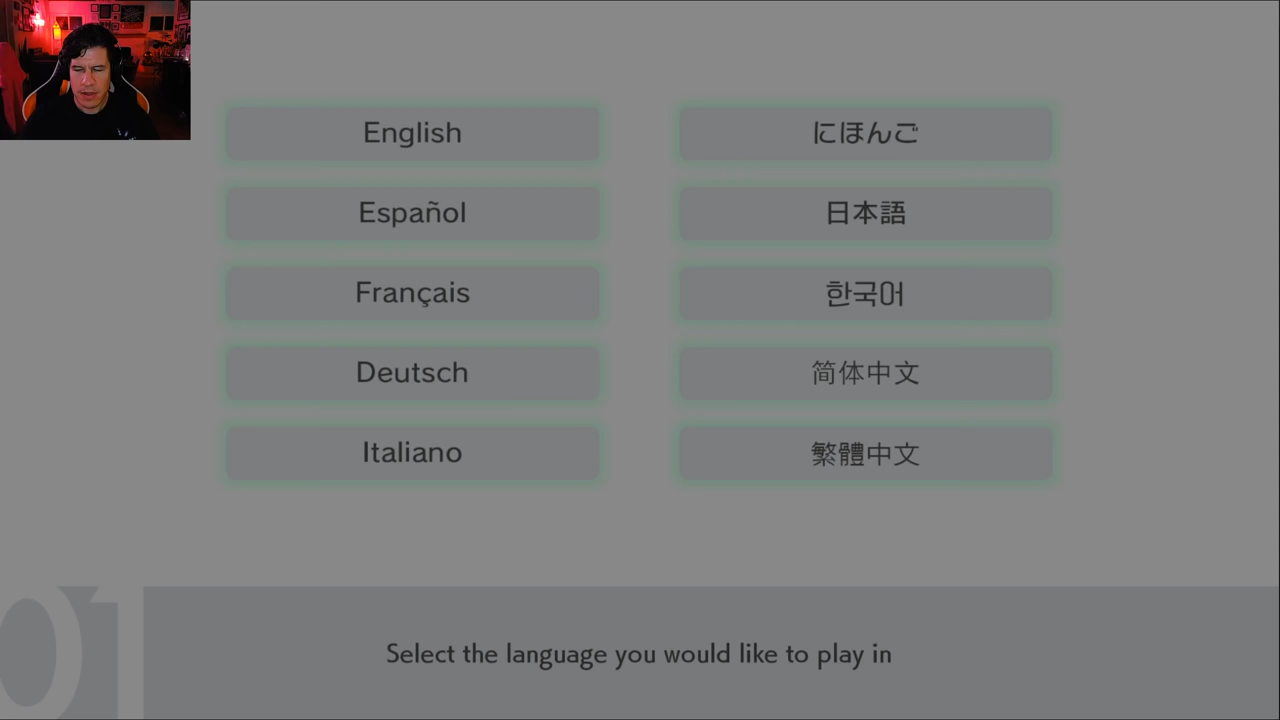 English
Español
Français
Deutsch
Italiano
にほんご
日本語
한국어
简体中文
繁體中文
01
Select the language you would like to play in